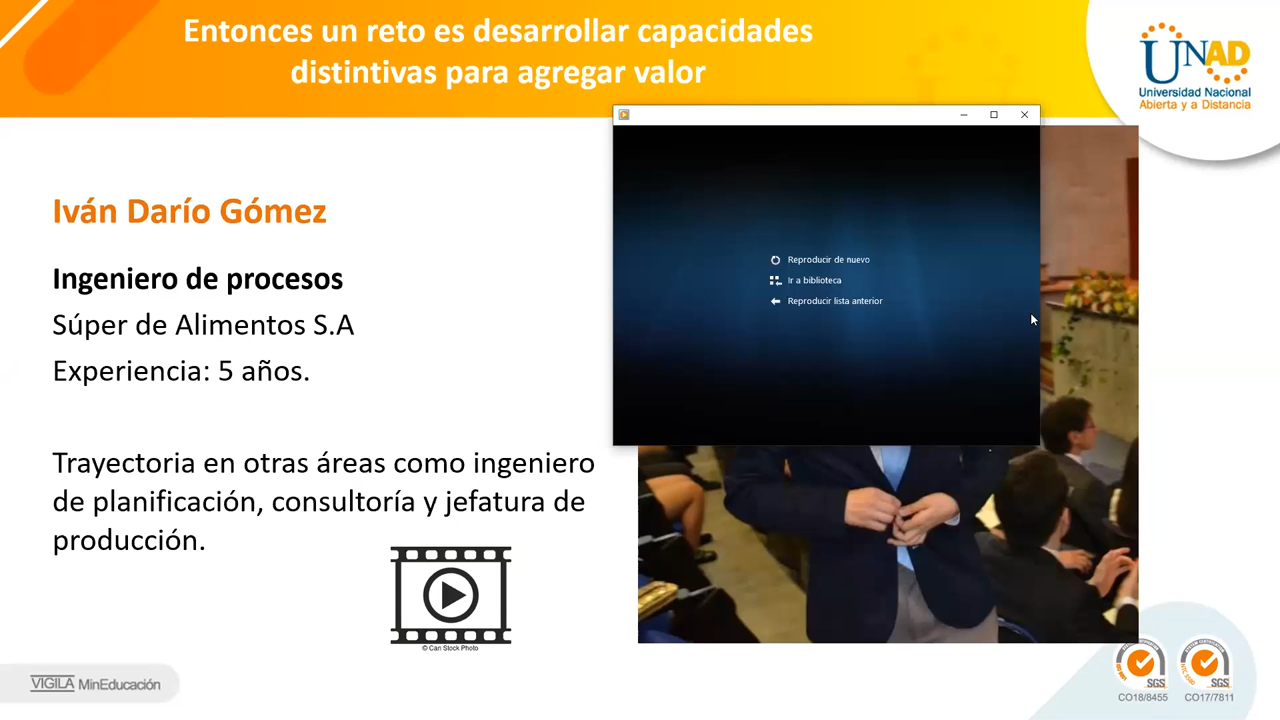 Entonces un reto es desarrollar capacidades
distintivas para agregar valor
UNAD
Universidad Nacional
Abierta y a Distancia
Iván Darío Gómez
Ingeniero de procesos
Súper de Alimentos S.A
Experiencia: 5 años.
Trayectoria en otras áreas como ingeniero
de planificación, consultoría y jefatura de
producción.
Reproducir de nuevo
Ir a biblioteca
Reproducir lista anterior
© Can Stock Photo
VIGILA MinEducación
SGS
SGS
CO18/8455
CO17/7811